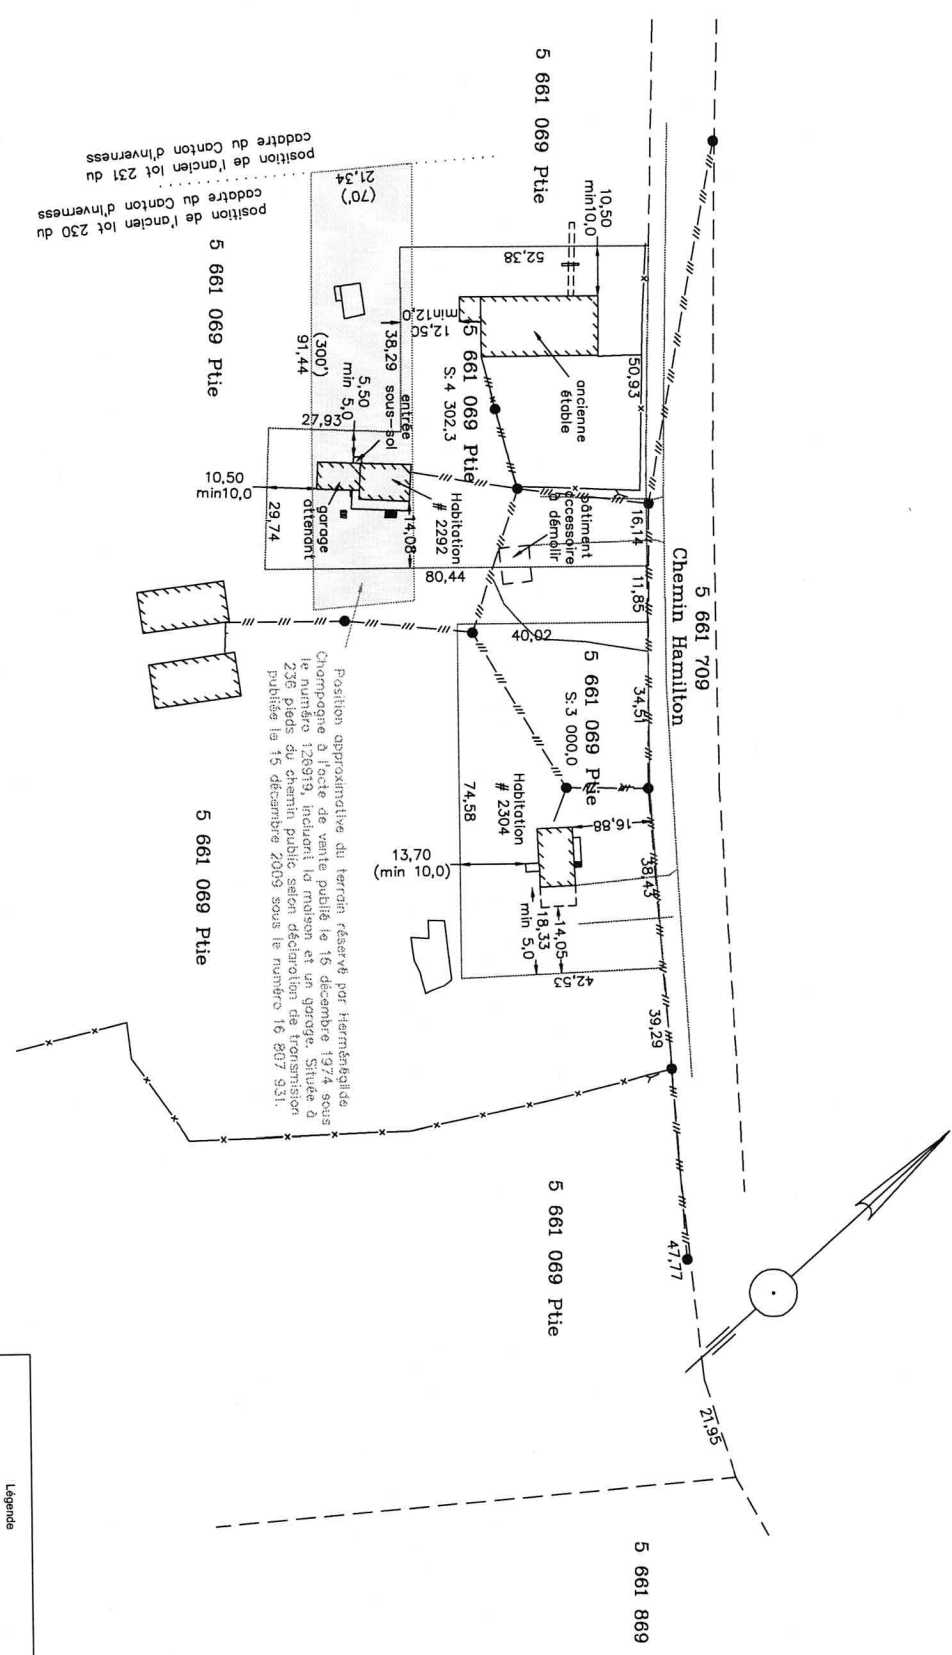 5 661 069 Ptie
position de l'ancien lot 231 du
cadatre du Canton d'Inverness
position de l'ancien lot 230 du
cadatre du Canton d'Inverness
5 661 069 Ptie
21,34
(70')
10,50
min10,0
52,38
ancienne
étable
50,93
12,50
min12,0
5 661 069 Ptie
S:4 302,3
38,29
(300')
91,44
entrée
sous-sol
5,50
min 5,0
27,93
10,50
min10,0
29,74
garage
attenant
Habitation
# 2292
14,08
80,44
bâtiment
accessoire
à démolir
16,14
11,85
5 661 709
Chemin Hamilton
40,02
34,51
5 661 069 Ptie
S:3 000,0
Habitation
# 2304
16,88
74,58
13,70
(min 10,0)
38,43
14,05
18,33
min 5,0
42,53
39,29
Position approximative du terrain réservé par Herménégilde
Champagne à l'acte de vente publié le 15 décembre 1974 sous
le numéro 126919, incluant la maison et un garage. Située à
236 pieds du chemin public selon déclaration de transmision
publiée le 15 décembre 2009 sous le numéro 16 807 931.
5 661 069 Ptie
5 661 069 Ptie
47,77
21,95
5 661 869
Légende